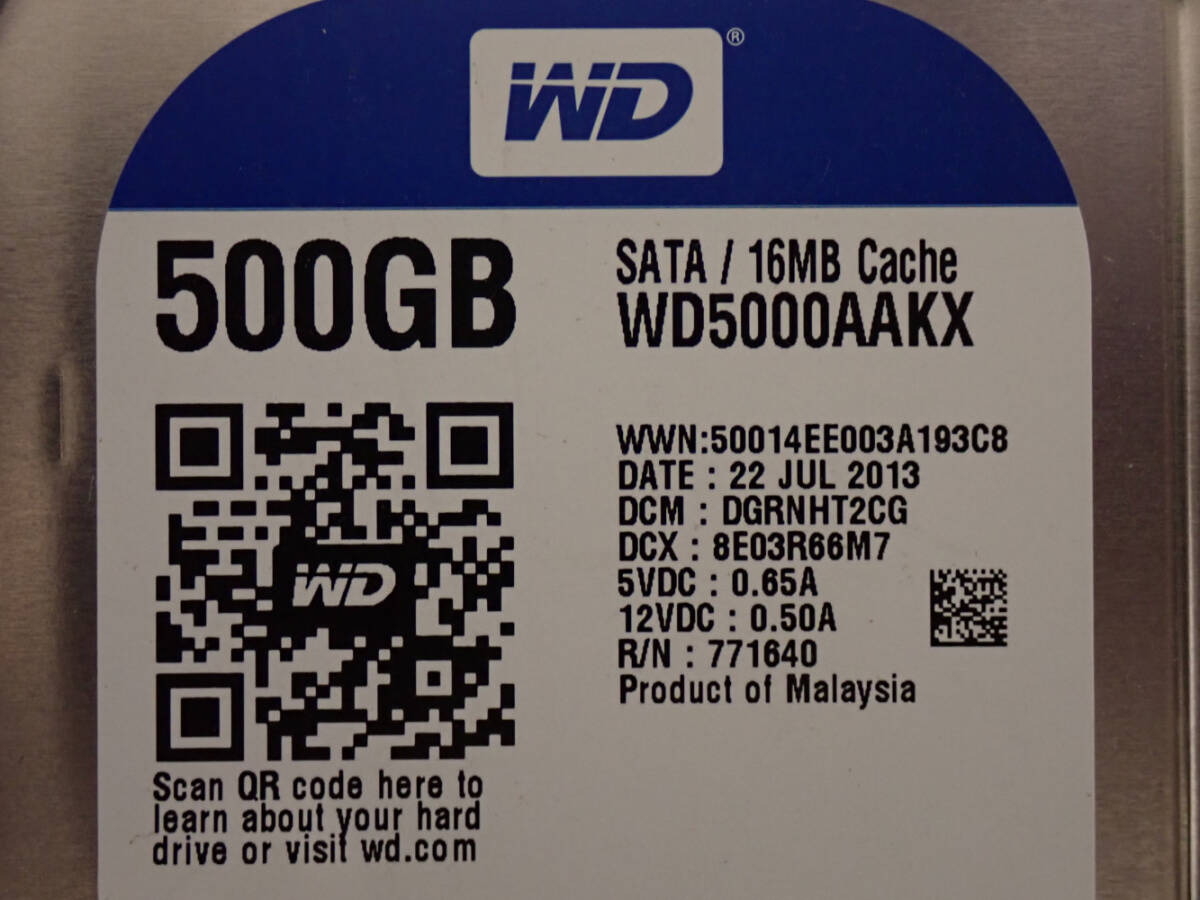 WD®
500GB
SATA / 16MB Cache
WD5000AAKX
WWN:50014EE003A193C8
DATE : 22 JUL 2013
DCM : DGRNHT2CG
DCX : 8E03R66M7
5VDC : 0.65A
12VDC : 0.50A
R/N : 771640
Product of Malaysia
WD
Scan QR code here to
learn about your hard
drive or visit wd.com